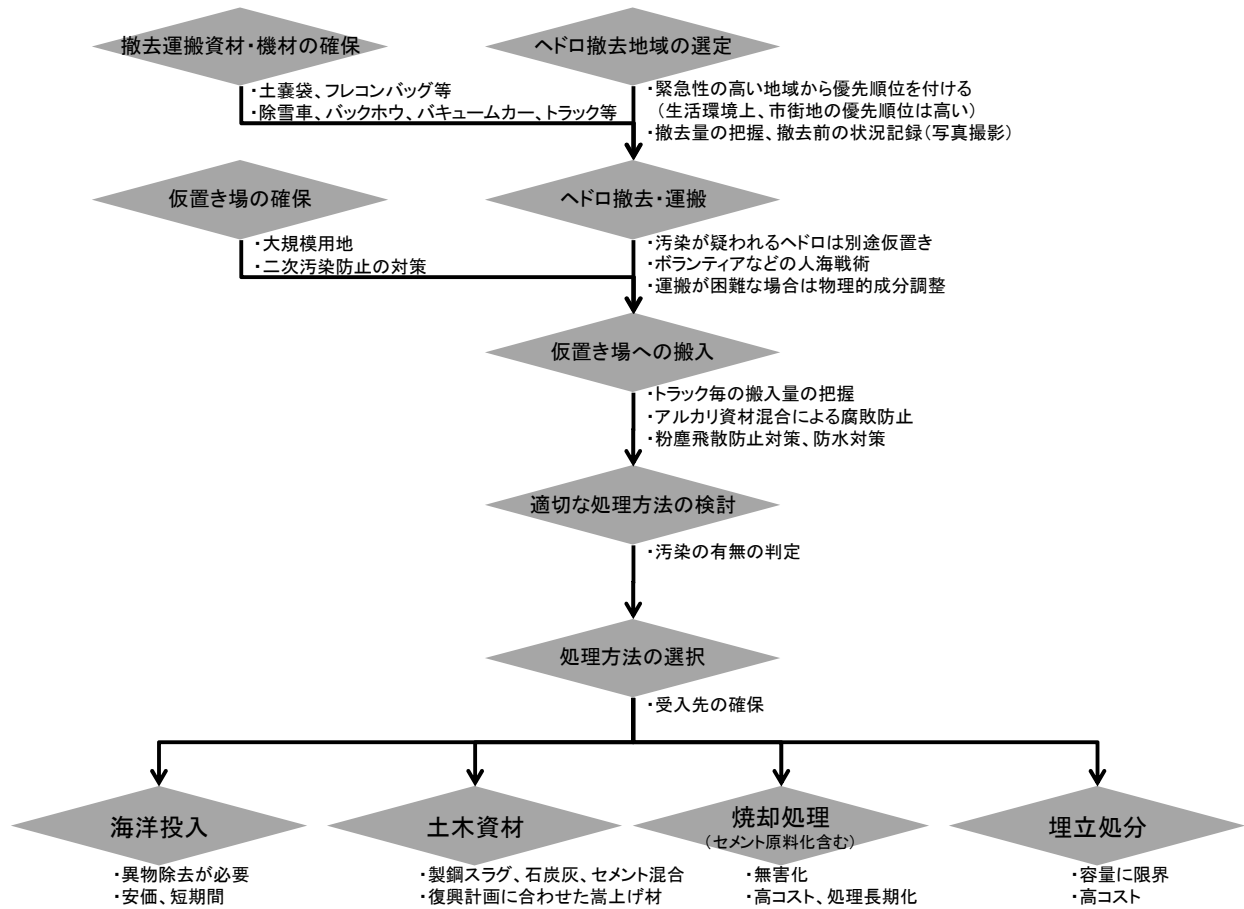 撤去運搬資材・機材の確保
・土嚢袋、フレコンバッグ等
・除雪車、バックホウ、バキュームカー、トラック等
ヘドロ撤去地域の選定
・緊急性の高い地域から優先順位を付ける
(生活環境上、市街地の優先順位は高い)
・撤去量の把握、撤去前の状況記録(写真撮影)
仮置き場の確保
・大規模用地
・二次汚染防止の対策
ヘドロ撤去・運搬
・汚染が疑われるヘドロは別途仮置き
・ボランティアなどの人海戦術
・運搬が困難な場合は物理的成分調整
仮置き場への搬入
・トラック毎の搬入量の把握
・アルカリ資材混合による腐敗防止
・粉塵飛散防止対策、防水対策
適切な処理方法の検討
・汚染の有無の判定
処理方法の選択
・受入先の確保
海洋投入
・異物除去が必要
・安価、短期間
土木資材
・製鋼スラグ、石炭灰、セメント混合
・復興計画に合わせた嵩上げ材
焼却処理
(セメント原料化含む)
・無害化
・高コスト、処理長期化
埋立処分
・容量に限界
・高コスト